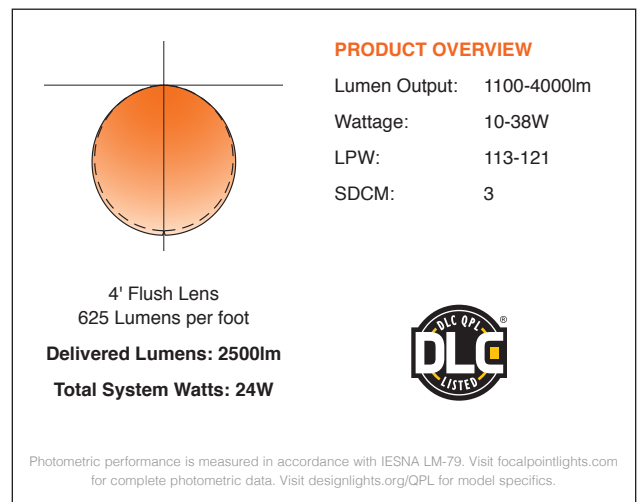 PRODUCT OVERVIEW
Lumen Output: 1100-4000lm
Wattage: 10-38W
LPW: 113-121
SDCM: 3
4' Flush Lens
625 Lumens per foot
Delivered Lumens: 2500lm
Total System Watts: 24W
DLC QPL
DLC
LISTED
®
Photometric performance is measured in accordance with IESNA LM-79. Visit focalpointlights.com
for complete photometric data. Visit designlights.org/QPL for model specifics.